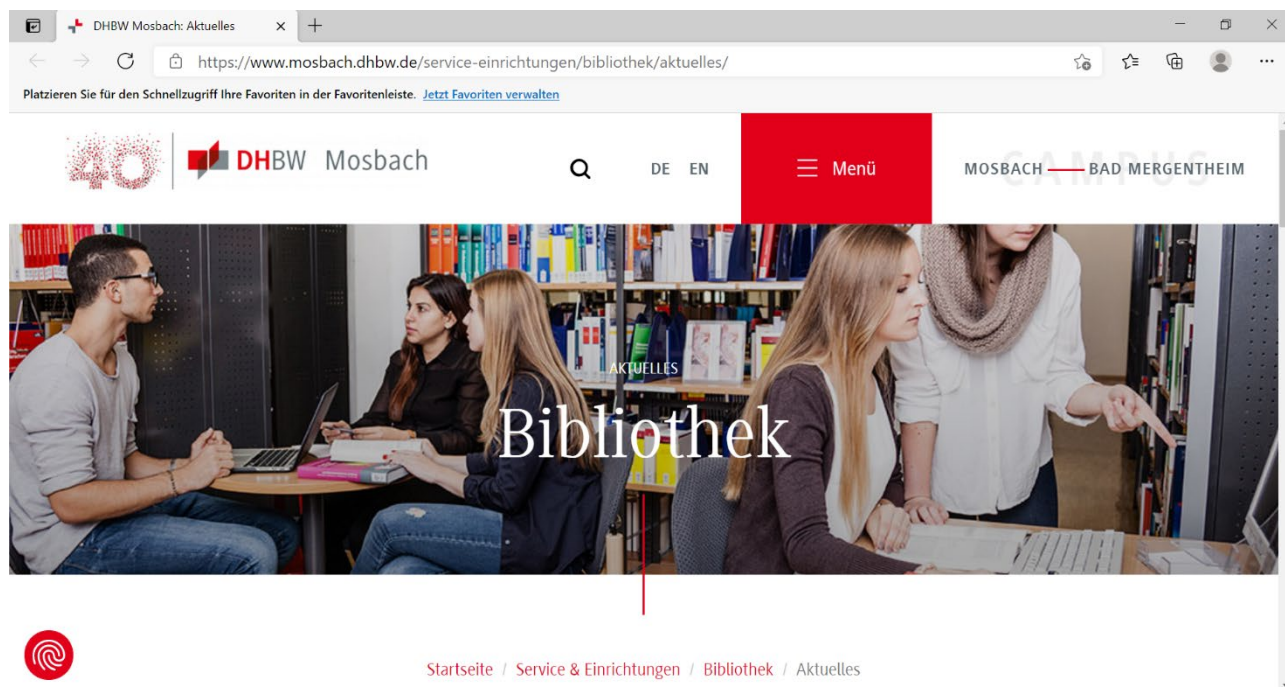 DHBW Mosbach: Aktuelles
https://www.mosbach.dhbw.de/service-einrichtungen/bibliothek/aktuelles/
Platzieren Sie für den Schnellzugriff Ihre Favoriten in der Favoritenleiste. Jetzt Favoriten verwalten
40 DHBW Mosbach DE EN Menü CAMPUS MOSBACH BAD MERGENTHEIM
AKTUELLES
Bibliothek
Startseite / Service & Einrichtungen / Bibliothek / Aktuelles